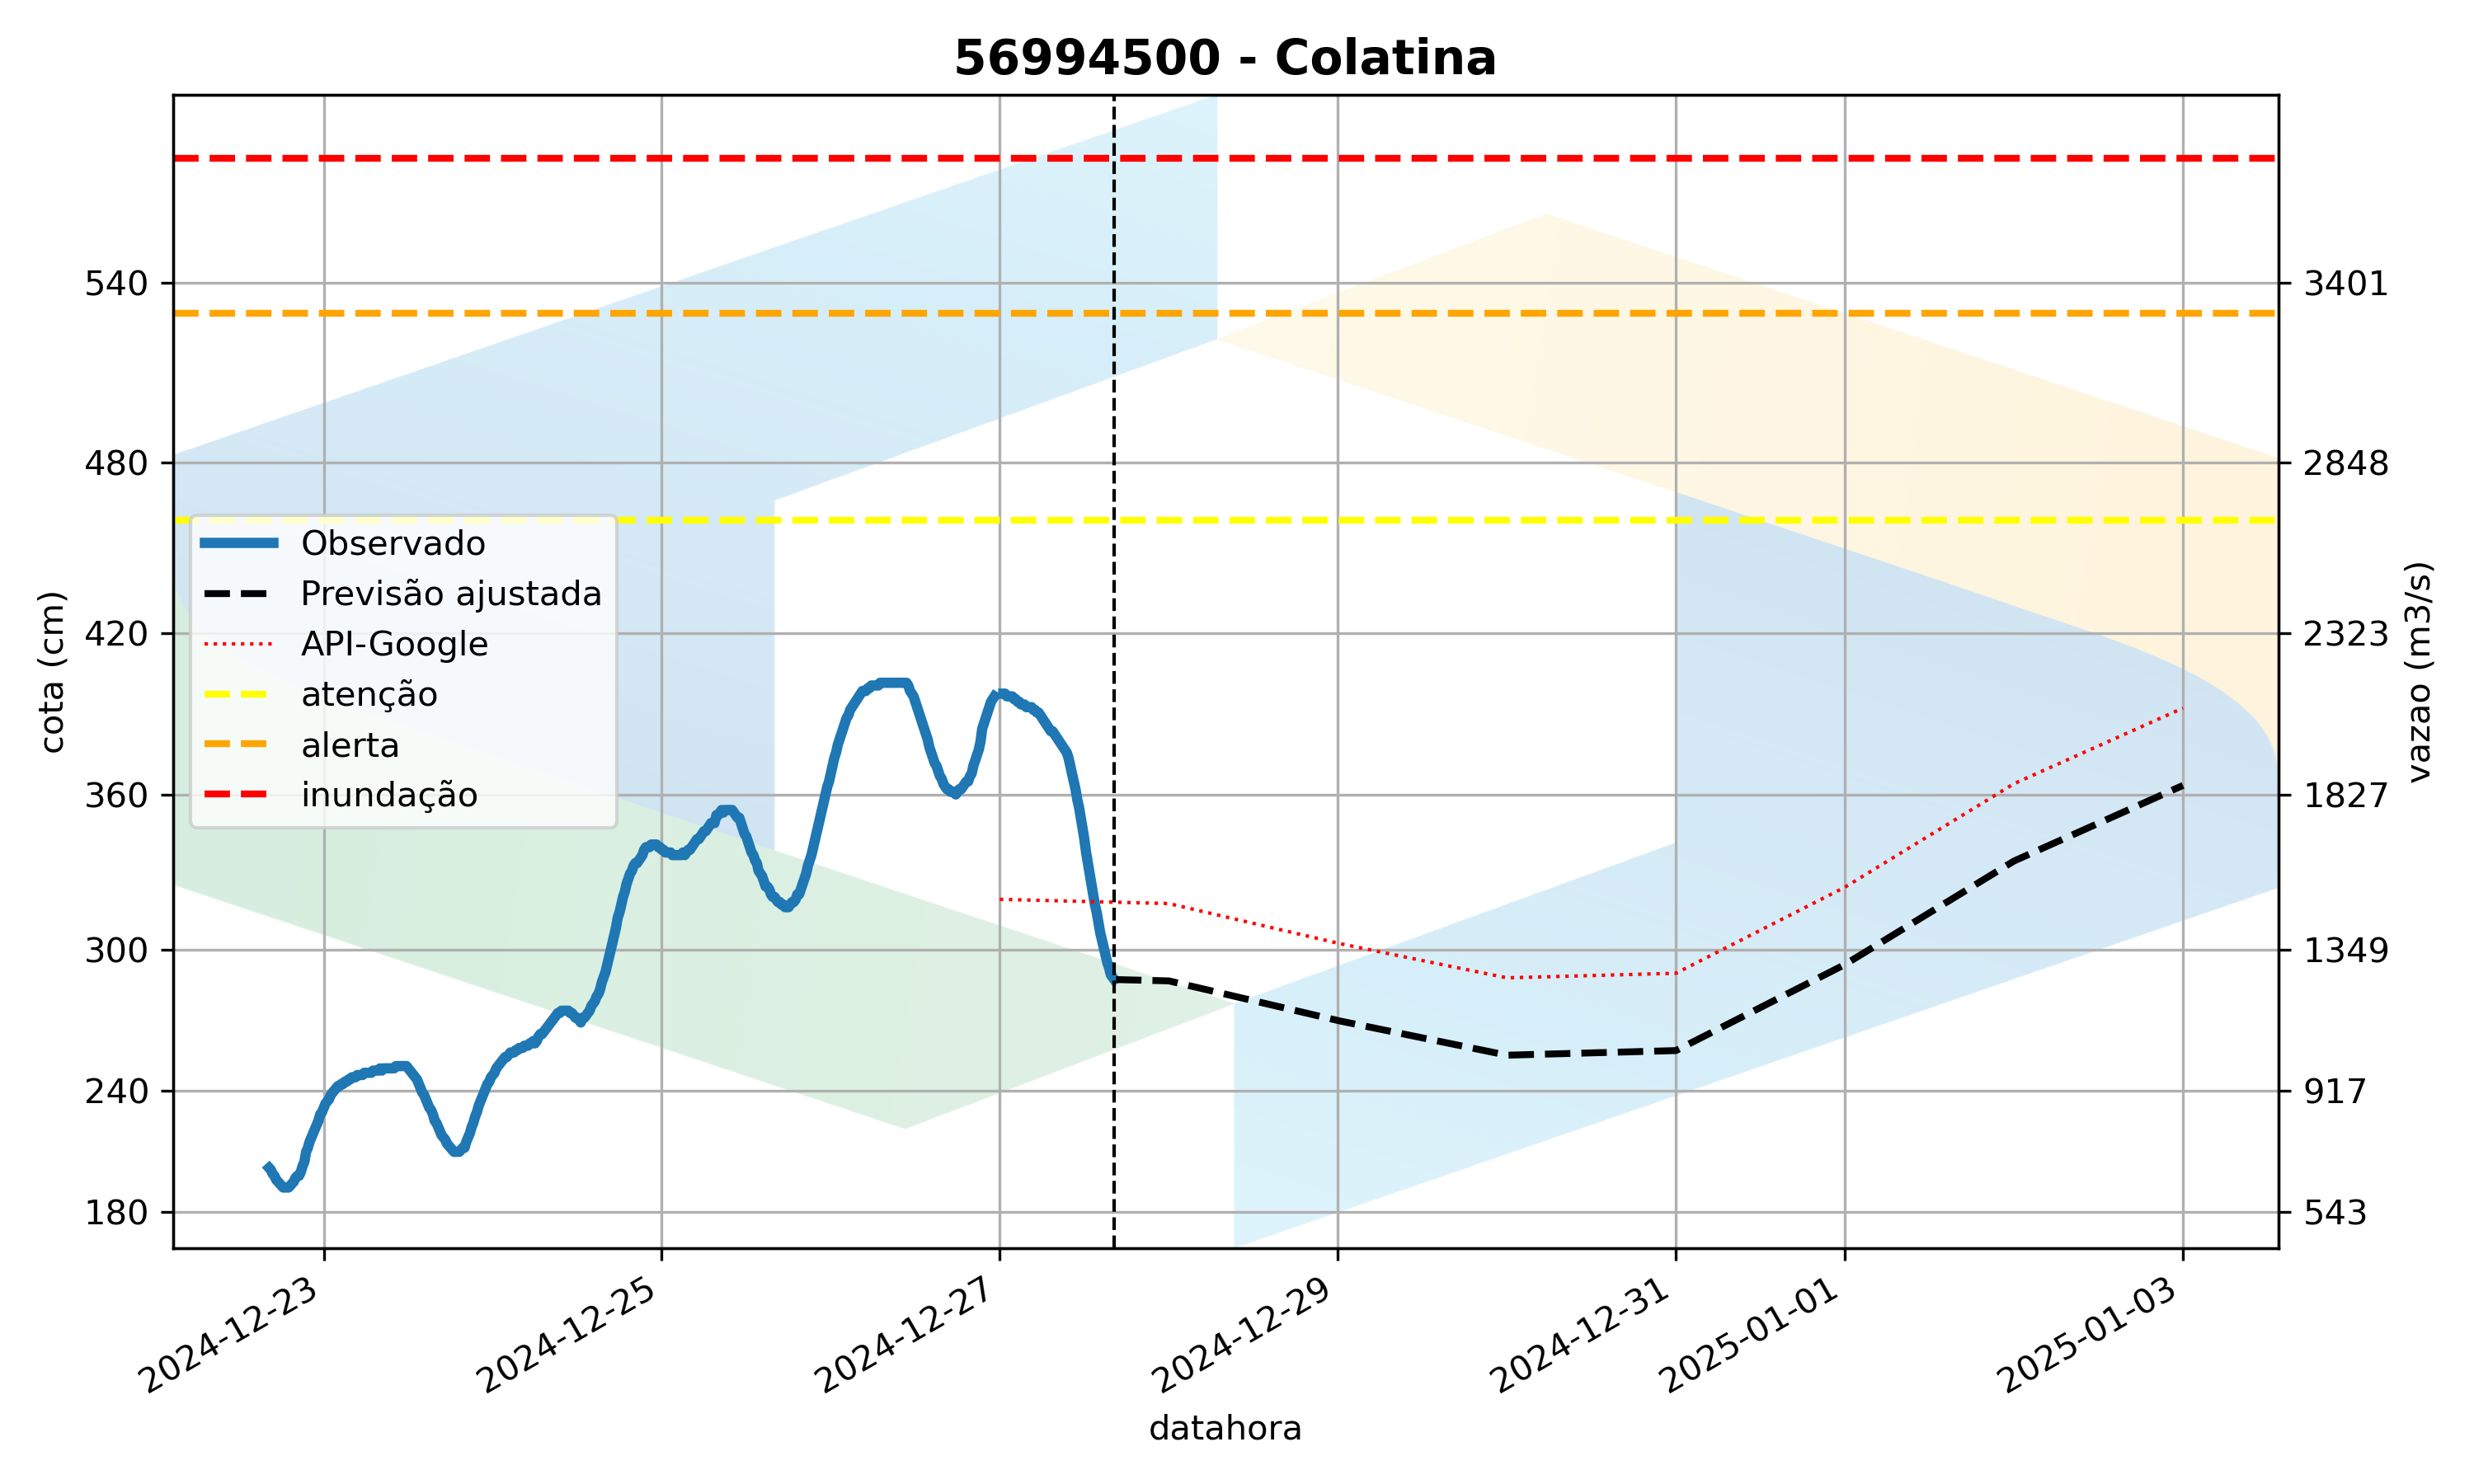 56994500 - Colatina
540
480
420
360
300
240
180
cota (cm)
3401
2848
2323
1827
1349
917
543
vazao (m3/s)
Observado
Previsão ajustada
API-Google
atenção
alerta
inundação
2024-12-23
2024-12-25
2024-12-27
2024-12-29
2024-12-31
2025-01-01
2025-01-03
datahora